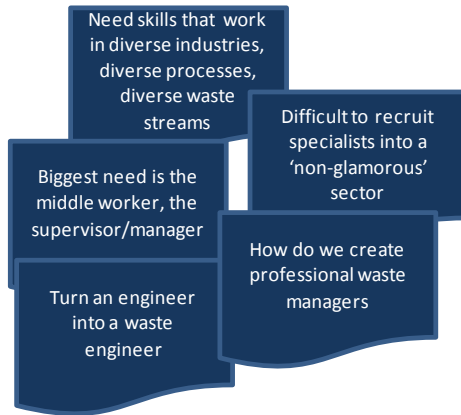 Need skills that work
in diverse industries,
diverse processes,
diverse waste
streams
Difficult to recruit
specialists into a
‘non-glamorous’
sector
Biggest need is the
middle worker, the
supervisor/manager
How do we create
professional waste
managers
Turn an engineer
into a waste
engineer